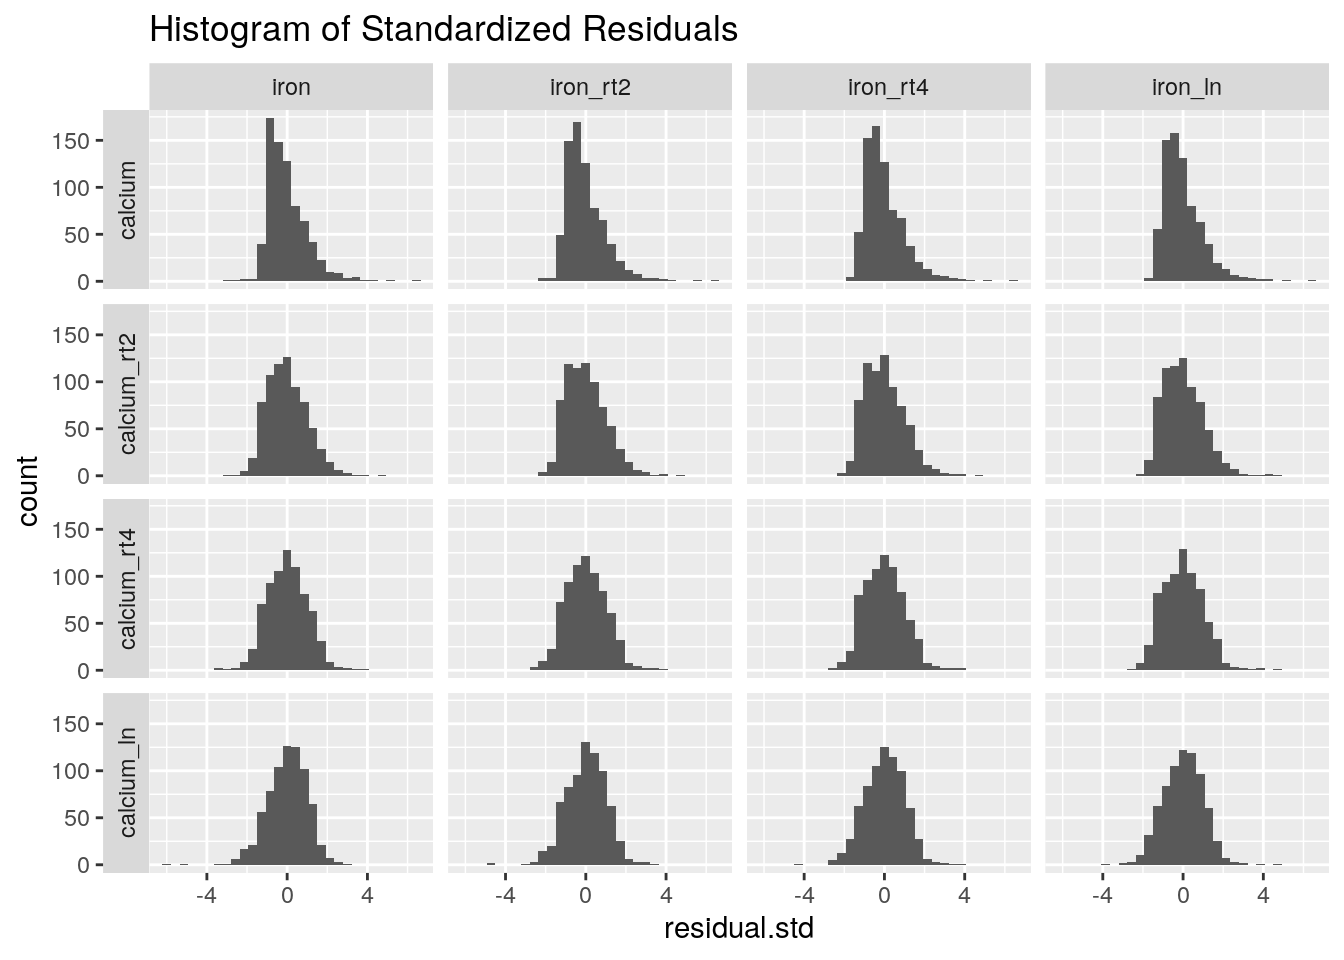 Histogram of Standardized Residuals
iron iron_rt2 iron_rt4 iron_ln
calcium
150
100
50
0
calcium_rt2
150
100
50
0
calcium_rt4
150
100
50
0
calcium_ln
150
100
50
0
count
-4 0 4 -4 0 4 -4 0 4 -4 0 4
residual.std